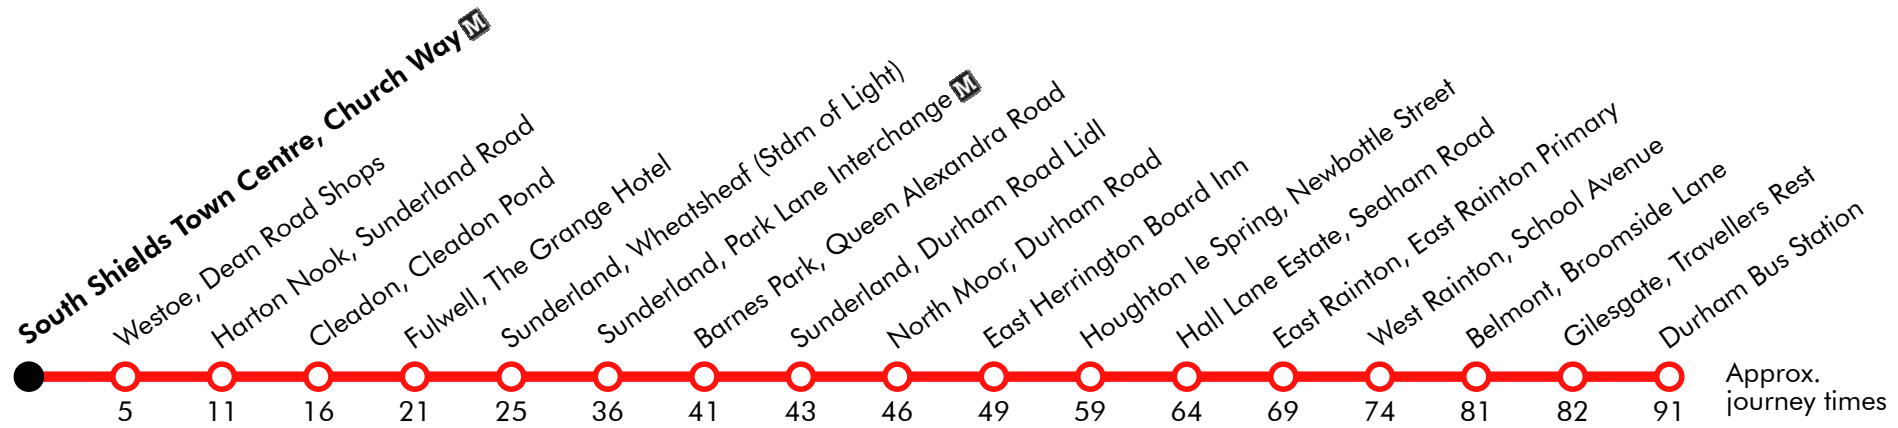 South Shields Town Centre, Church Way M
Westoe, Dean Road Shops
Harton Nook, Sunderland Road
Cleadon, Cleadon Pond
Fulwell, The Grange Hotel
Sunderland, Wheatsheaf (Stdm of Light)
Sunderland, Park Lane Interchange M
Barnes Park, Queen Alexandra Road
Sunderland, Durham Road Lidl
North Moor, Durham Road
East Herrington Board Inn
Houghton le Spring, Newbottle Street
Hall Lane Estate, Seaham Road
East Rainton, East Rainton Primary
West Rainton, School Avenue
Belmont, Broomside Lane
Gilesgate, Travellers Rest
Durham Bus Station
5 11 16 21 25 36 41 43 46 49 59 64 69 74 81 82 91
Approx.
journey times